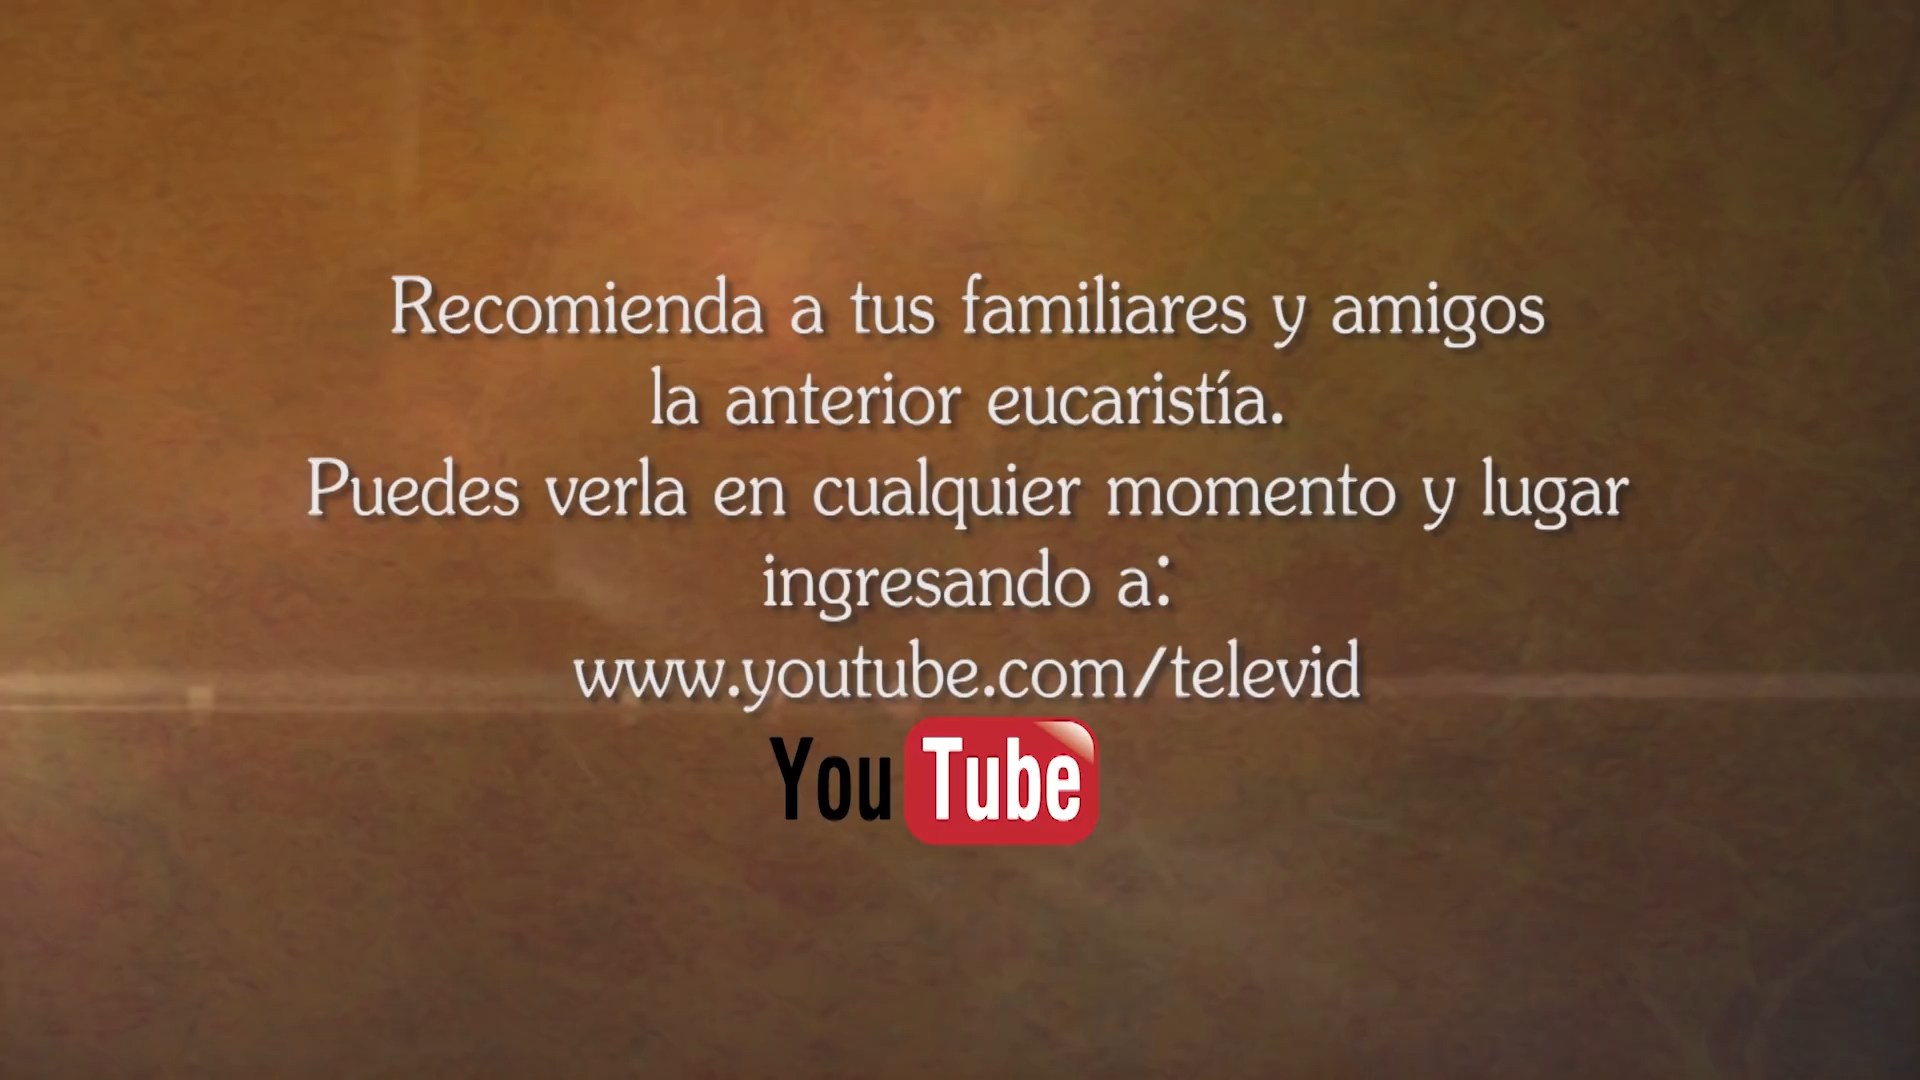 Recomienda a tus familiares y amigos
la anterior eucaristía.
Puedes verla en cualquier momento y lugar
ingresando a:
www.youtube.com/televid
YouTube